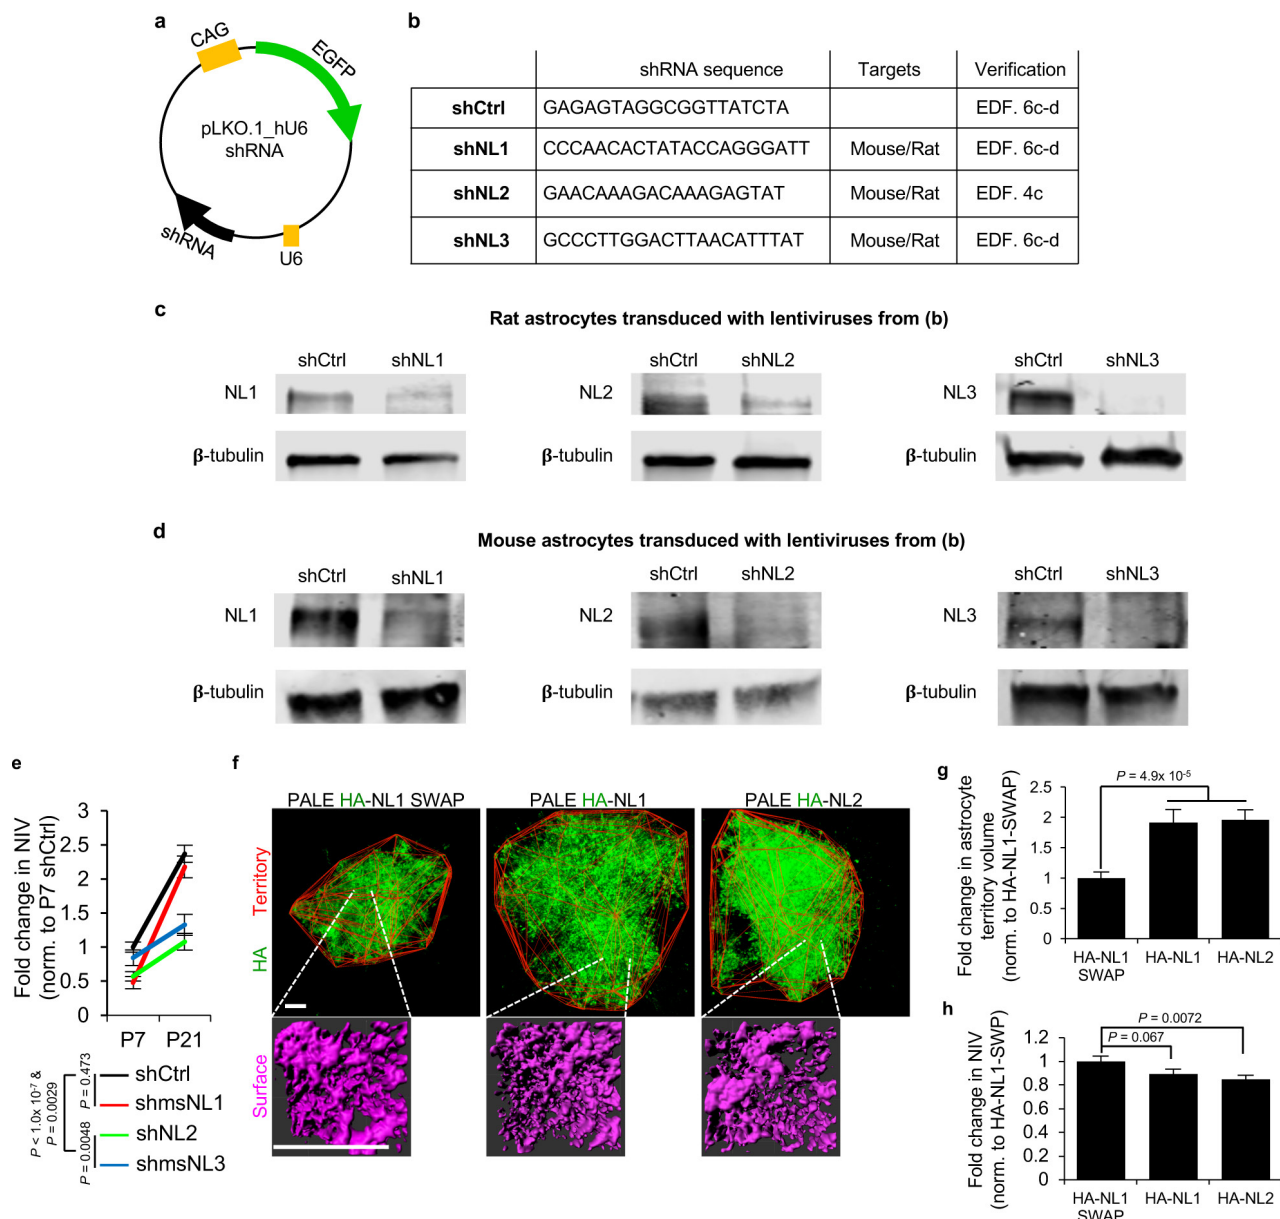 a
CAG
EGFP
pLKO.1_hU6
shRNA
shRNA
U6
b
shRNA sequence Targets Verification
shCtrl GAGAGTAGGCGGTTATCTA EDF. 6c-d
shNL1 CCCAACACTATACCAGGGATT Mouse/Rat EDF. 6c-d
shNL2 GAACAAAGACAAAGAGTAT Mouse/Rat EDF. 4c
shNL3 GCCCTTGGACTTAACATTTAT Mouse/Rat EDF. 6c-d
c
Rat astrocytes transduced with lentiviruses from (b)
shCtrl shNL1
NL1
β-tubulin
shCtrl shNL2
NL2
β-tubulin
shCtrl shNL3
NL3
β-tubulin
d
Mouse astrocytes transduced with lentiviruses from (b)
shCtrl shNL1
NL1
β-tubulin
shCtrl shNL2
NL2
β-tubulin
shCtrl shNL3
NL3
β-tubulin
e
Fold change in NIV
(norm. to P7 shCtrl)
3
2.5
2
1.5
1
0.5
0
P7 P21
P < 1.0x 10-7 &
P = 0.0029
P = 0.473
P = 0.0048
shCtrl
shmsNL1
shNL2
shmsNL3
f
PALE HA-NL1 SWAP
PALE HA-NL1
PALE HA-NL2
HA Territory
Surface
g
Fold change in astrocyte
territory volume
(norm. to HA-NL1-SWAP)
2.5
2
1.5
1
0.5
0
P = 4.9x 10-5
HA-NL1
SWAP
HA-NL1
HA-NL2
h
Fold change in NIV
(norm. to HA-NL1-SWP)
1.2
1
0.8
0.6
0.4
0.2
0
P = 0.0072
P = 0.067
HA-NL1
SWAP
HA-NL1
HA-NL2